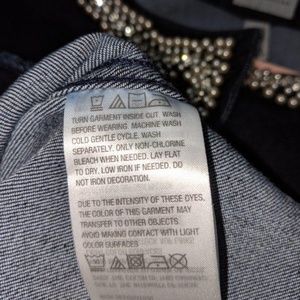 TURN GARMENT INSIDE OUT. WASH
BEFORE WEARING. MACHINE WASH
COLD GENTLE CYCLE. WASH
SEPARATELY, ONLY NON-CHLORINE
BLEACH WHEN NEEDED. LAY FLAT
TO DRY, LOW IRON IF NEEDED. DO
NOT IRON DECORATION.
DUE TO THE INTENSITY OF THESE DYES,
THE COLOR OF THIS GARMENT MAY
TRANSFER TO OTHER OBJECTS.
AVOID MAKING CONTACT WITH LIGHT
COLOR SURFACES